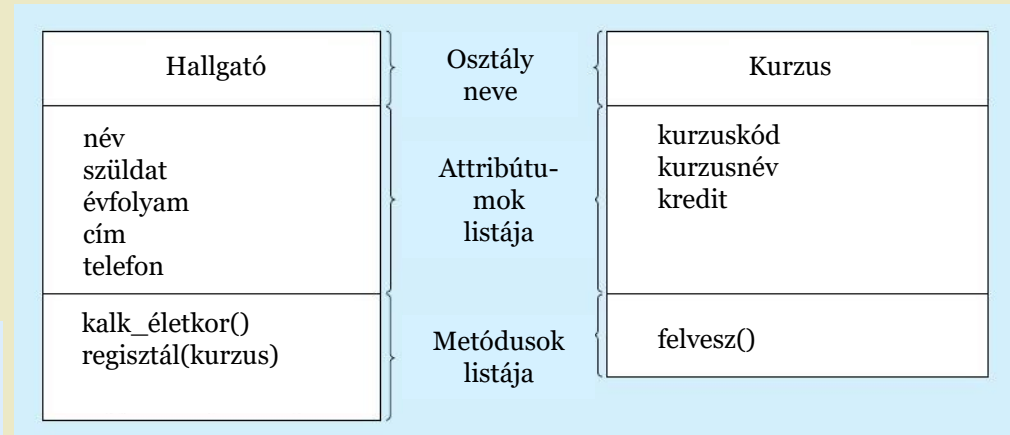 Hallgató
név
szüldat
évfolyam
cím
telefon
kalk_életkor()
regisztál(kurzus)
Osztály
neve
Attribútu-
mok
listája
Metódusok
listája
Kurzus
kurzuskód
kurzusnév
kredit
felvesz()